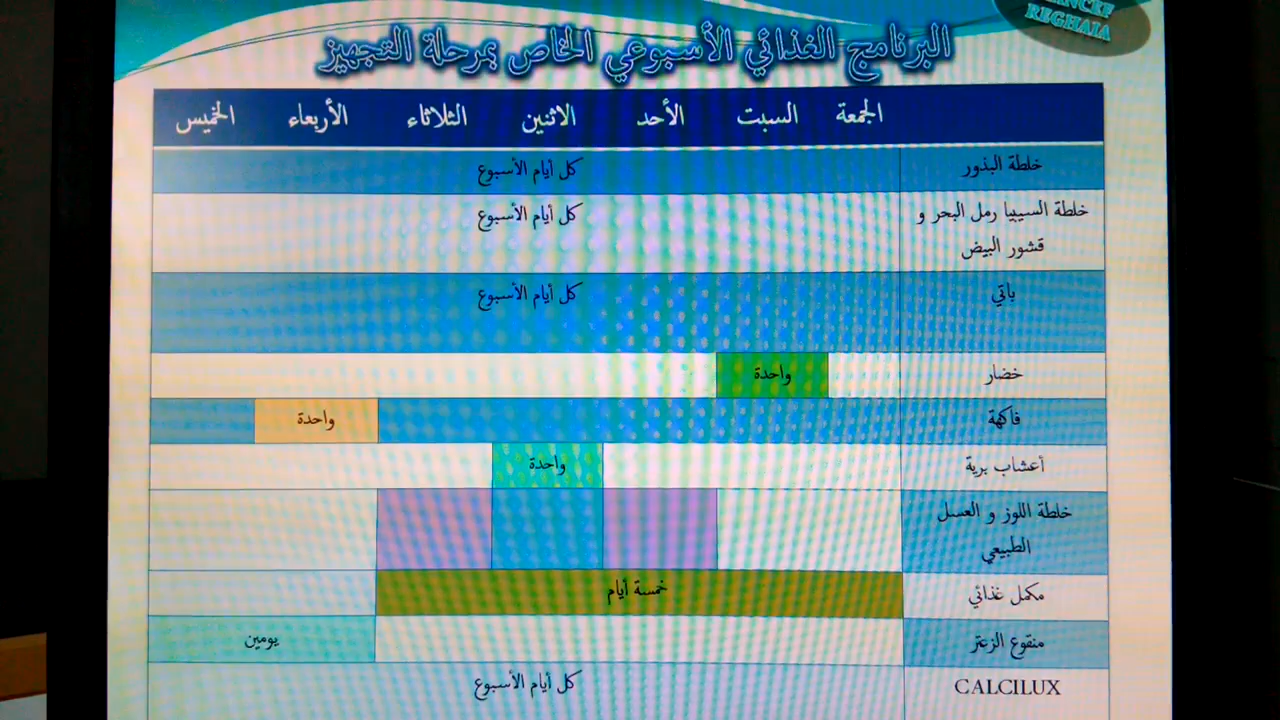 REGHAIA
البرنامج الغذائي الأسبوعي الخاص بمرحلة التجهيز
الجمعة السبت الأحد الاثنين الثلاثاء الأربعاء الخميس
خلطة البذور كل أيام الأسبوع
خلطة السيبيا رمل البحر و كل أيام الأسبوع
قشور البيض
باتي كل أيام الأسبوع
خضار واحدة
فاكهة واحدة
أعشاب برية واحدة
خلطة اللوز و العسل
الطبيعي
مكمل غذائي خمسة أيام
منقوع الزعتر يومين
CALCILUX كل أيام الأسبوع